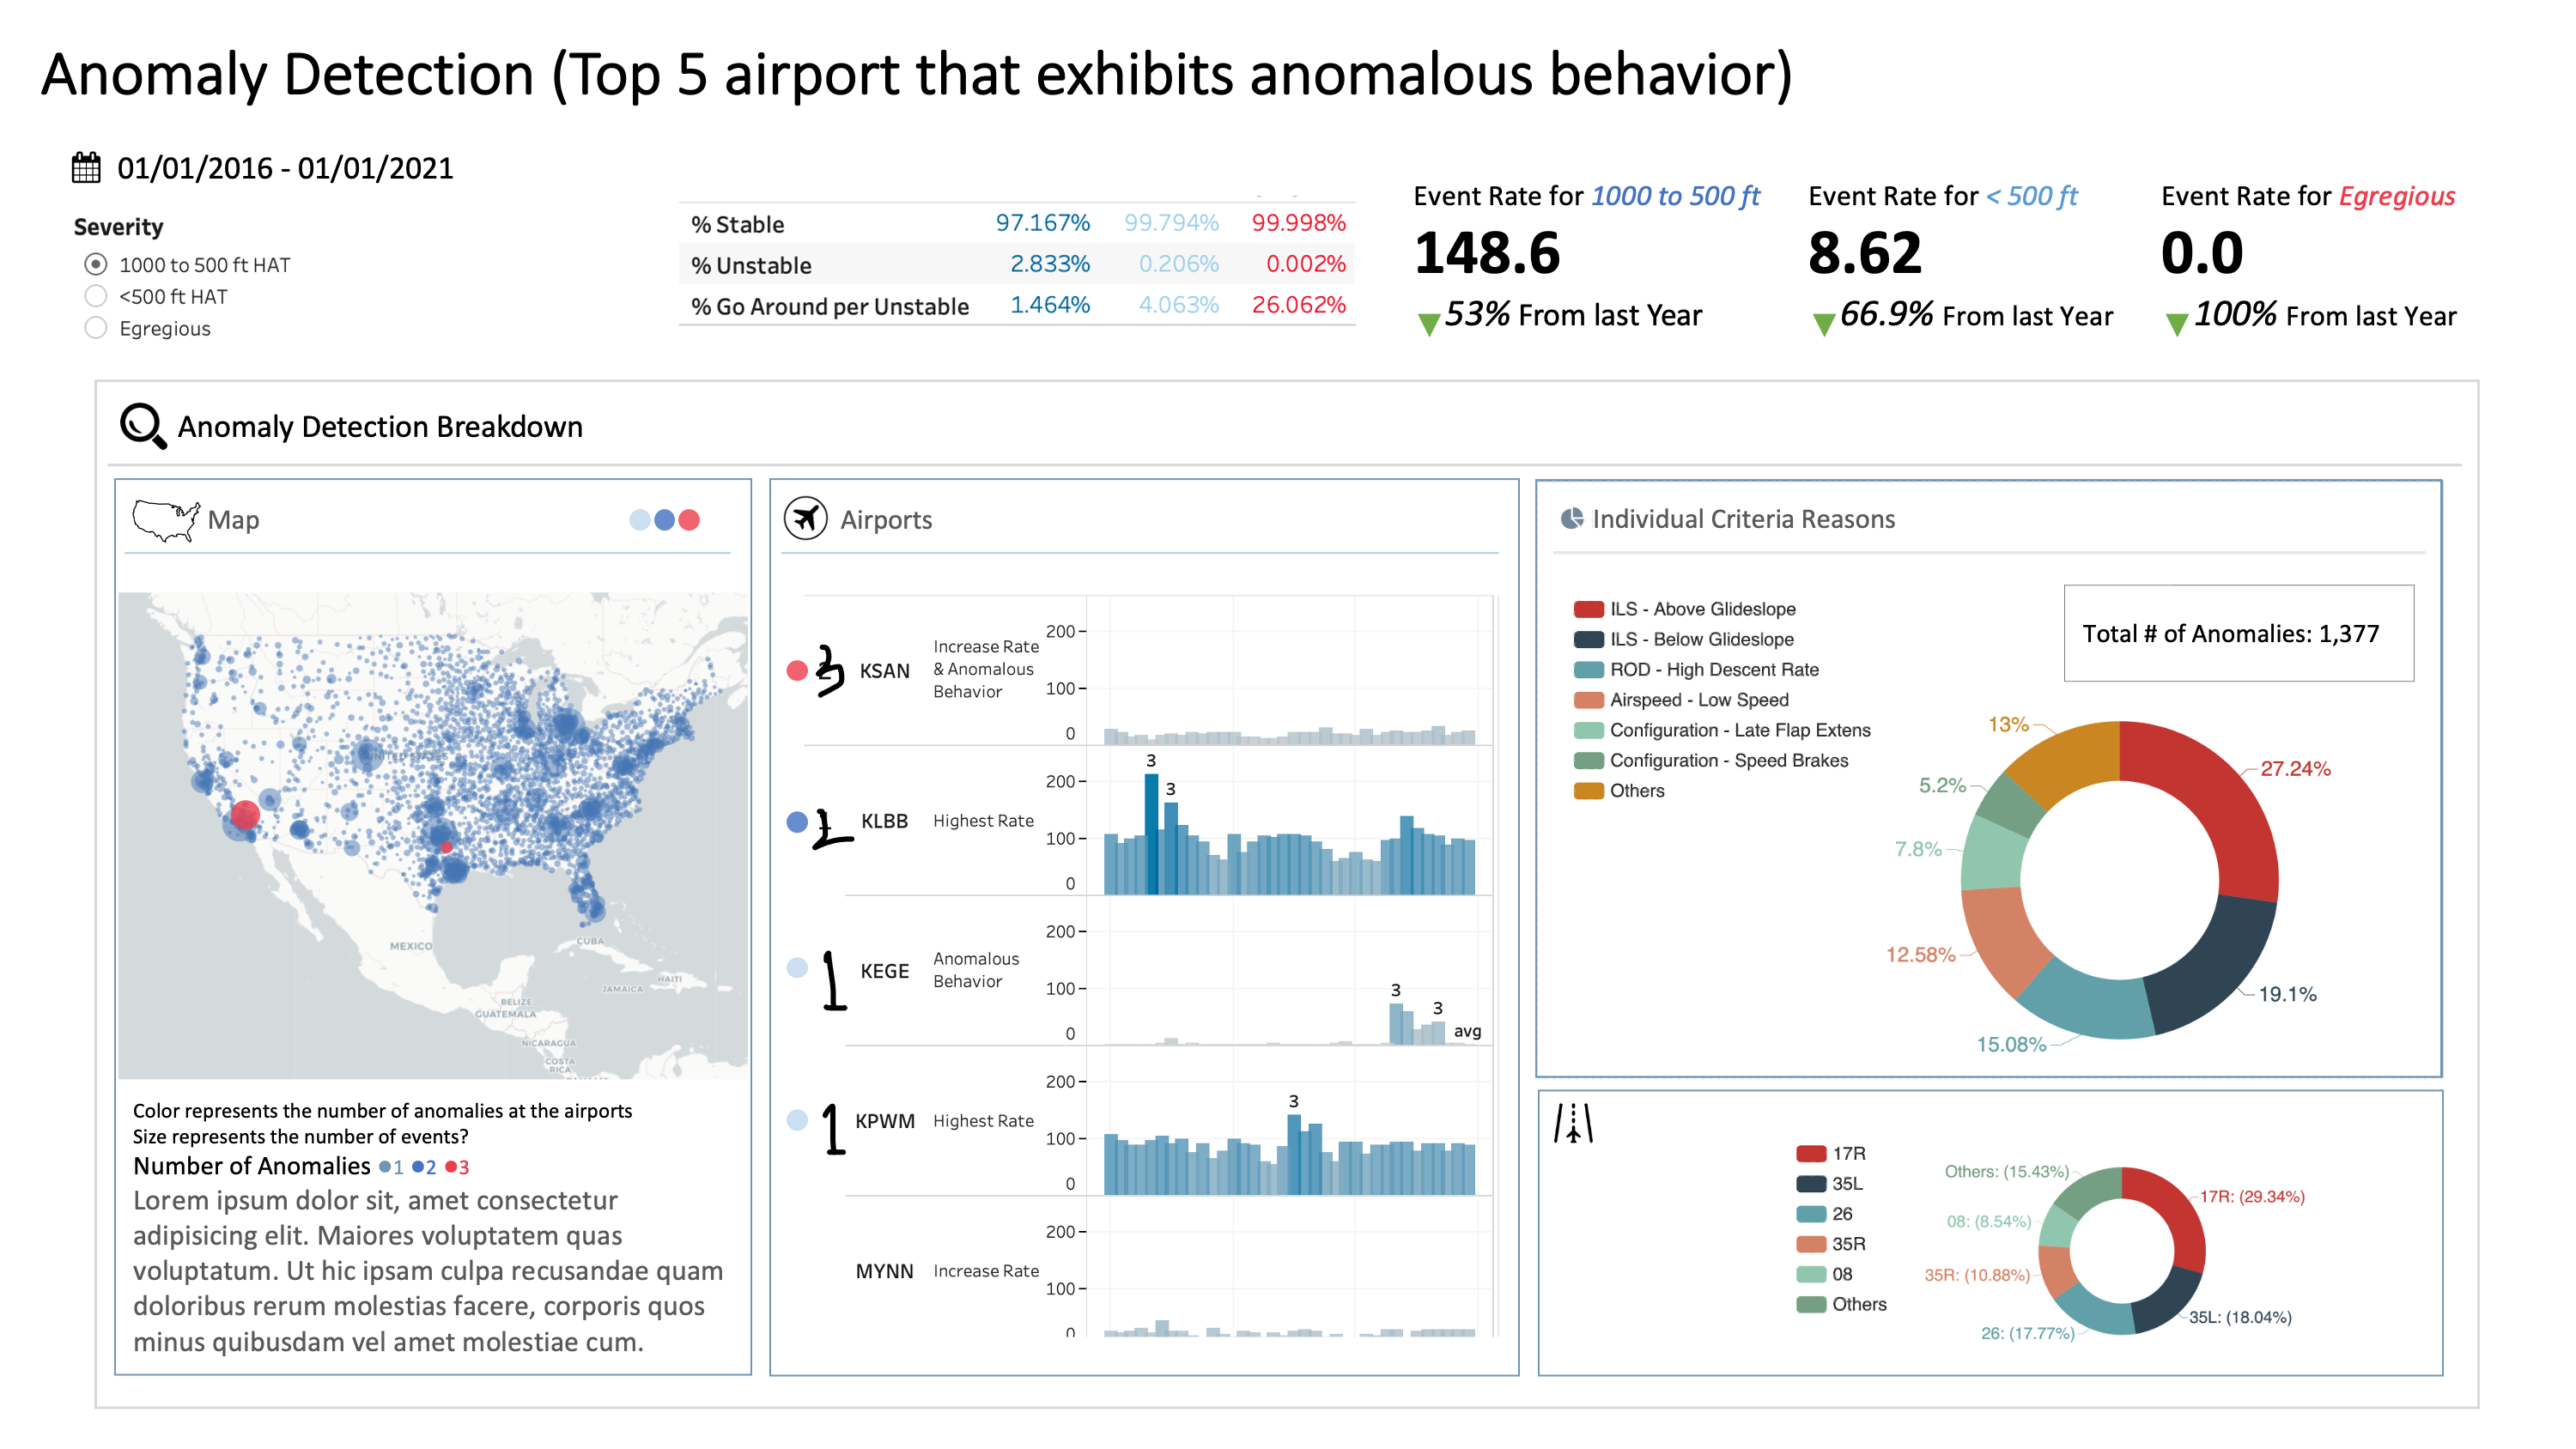 Anomaly Detection (Top 5 airport that exhibits anomalous behavior)
01/01/2016 - 01/01/2021
Severity
1000 to 500 ft HAT
<500 ft HAT
Egregious
% Stable 97.167% 99.794% 99.998%
% Unstable 2.833% 0.206% 0.002%
% Go Around per Unstable 1.464% 4.063% 26.062%
Event Rate for 1000 to 500 ft
148.6
53% From last Year
Event Rate for < 500 ft
8.62
66.9% From last Year
Event Rate for Egregious
0.0
100% From last Year
Anomaly Detection Breakdown
Map
UNITED STATES
MEXICO
CUBA
HAITI
JAMAICA
BELIZE
GUATEMALA
NICARAGUA
COSTA
RICA
Color represents the number of anomalies at the airports
Size represents the number of events?
Number of Anomalies 1 2 3
Lorem ipsum dolor sit, amet consectetur
adipisicing elit. Maiores voluptatem quas
voluptatum. Ut hic ipsam culpa recusandae quam
doloribus rerum molestias facere, corporis quos
minus quibusdam vel amet molestiae cum.
Airports
3 KSAN
Increase Rate
& Anomalous
Behavior
200
100
0
2 KLBB Highest Rate
200
100
0
3
3
1 KEGE
Anomalous
Behavior
200
100
0
3
3
avg
1 KPWM Highest Rate
200
100
0
3
MYNN Increase Rate
200
100
0
Individual Criteria Reasons
ILS - Above Glideslope
ILS - Below Glideslope
ROD - High Descent Rate
Airspeed - Low Speed
Configuration - Late Flap Extens
Configuration - Speed Brakes
Others
Total # of Anomalies: 1,377
13%
27.24%
5.2%
7.8%
12.58%
19.1%
15.08%
17R
35L
26
35R
08
Others
Others: (15.43%)
17R: (29.34%)
08: (8.54%)
35R: (10.88%)
35L: (18.04%)
26: (17.77%)